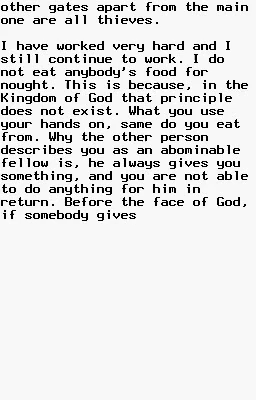 other gates apart from the main
one are all thieves.

I have worked very hard and I
still continue to work. I do
not eat anybody's food for
nought. This is because, in the
Kingdom of God that principle
does not exist. What you use
your hands on, same do you eat
from. Why the other person
describes you as an abominable
fellow is, he always gives you
something, and you are not able
to do anything for him in
return. Before the face of God,
if somebody gives